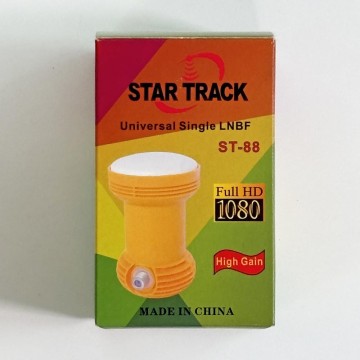 STAR TRACK
Universal Single LNBF
ST-88
Full HD
1080
High Gain
MADE IN CHINA